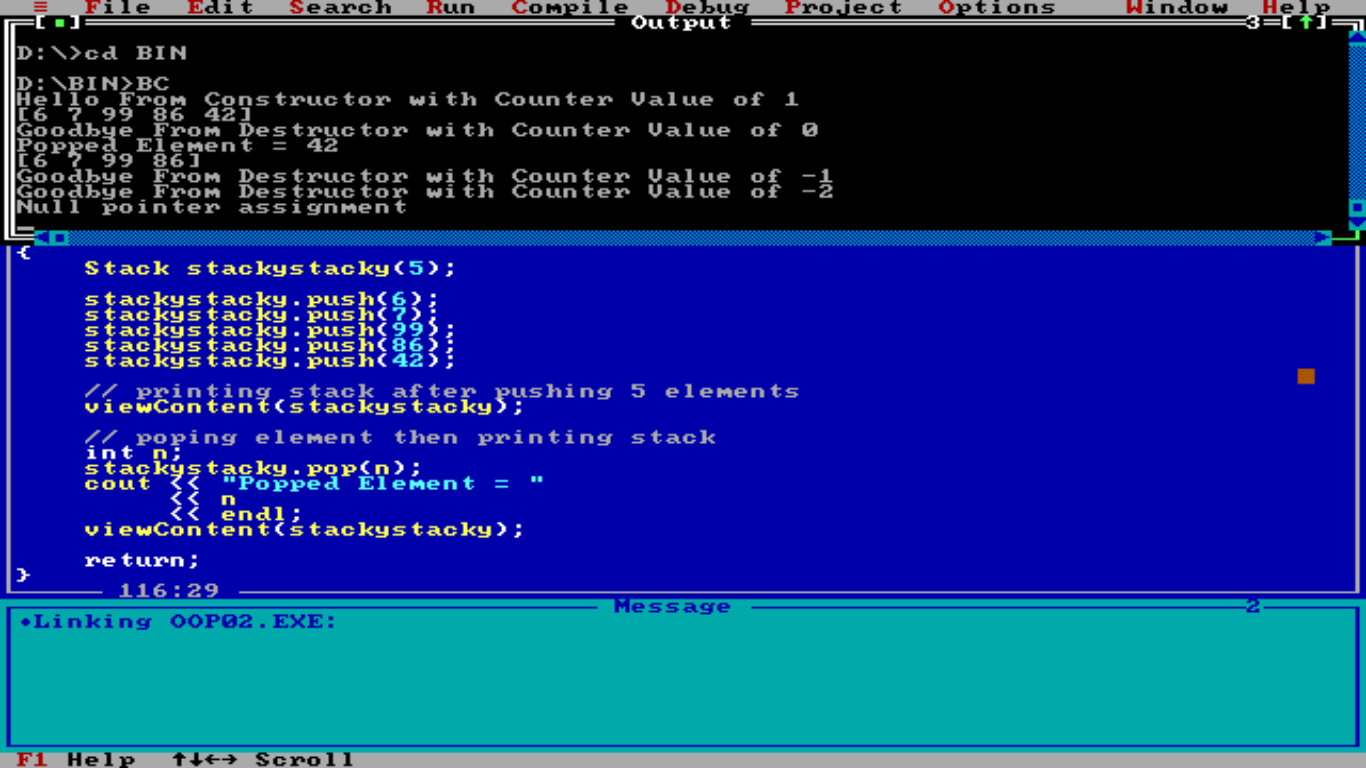 ≡ File Edit Search Run Compile Debug Project Options Window Help
[■] Output 3=[↑]
D:\>cd BIN
D:\BIN>BC
Hello From Constructor with Counter Value of 1
[6 7 99 86 42]
Goodbye From Destructor with Counter Value of 0
Popped Element = 42
[6 7 99 86]
Goodbye From Destructor with Counter Value of -1
Goodbye From Destructor with Counter Value of -2
Null pointer assignment
{
Stack stackystacky(5);
stackystacky.push(6);
stackystacky.push(7);
stackystacky.push(99);
stackystacky.push(86);
stackystacky.push(42);
// printing stack after pushing 5 elements
viewContent(stackystacky);
// poping element then printing stack
int n;
stackystacky.pop(n);
cout << "Popped Element = "
<< n
<< endl;
viewContent(stackystacky);
return;
}
116:29
Message 2
•Linking OOP02.EXE:
F1 Help ↑↓←→ Scroll